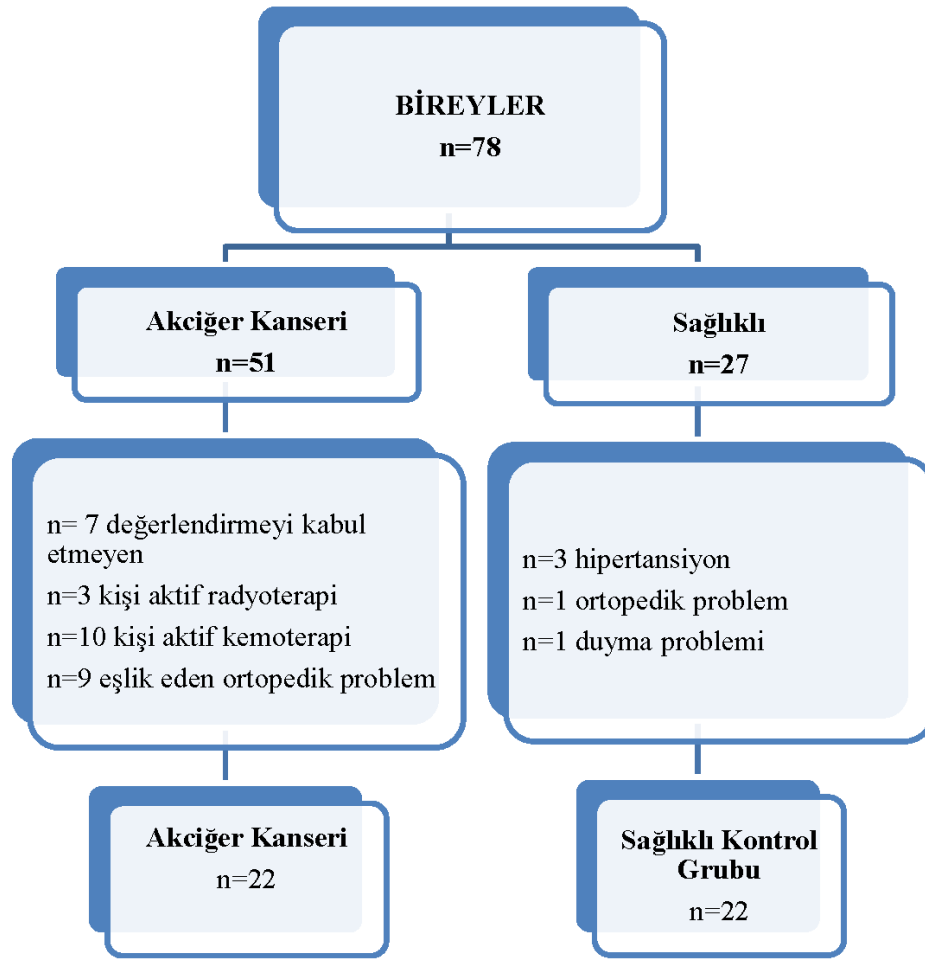 BİREYLER
n=78
Akciğer Kanseri
n=51
Sağlıklı
n=27
n= 7 değerlendirmeyi kabul
etmeyen
n=3 kişi aktif radyoterapi
n=10 kişi aktif kemoterapi
n=9 eşlik eden ortopedik problem
n=3 hipertansiyon
n=1 ortopedik problem
n=1 duyma problemi
Akciğer Kanseri
n=22
Sağlıklı Kontrol
Grubu
n=22